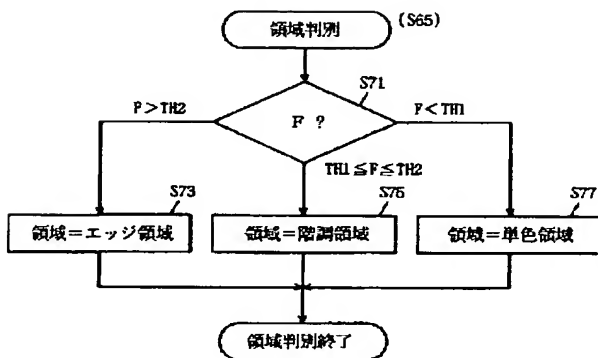 領域判別
(S65)
S71
F>TH2
F ?
F<TH1
TH1≦F≦TH2
S73
S75
S77
領域=エッジ領域
領域=階調領域
領域=単色領域
領域判別終了